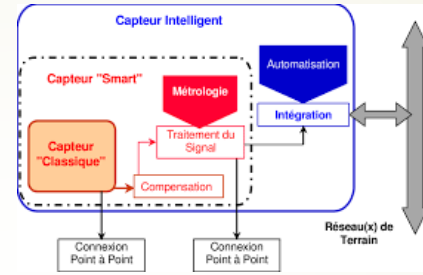 Capteur Intelligent
Capteur "Smart"
Métrologie
Automatisation
Capteur
"Classique"
Traitement du
Signal
Intégration
Compensation
Connexion
Point à Point
Connexion
Point à Point
Réseau(x) de
Terrain